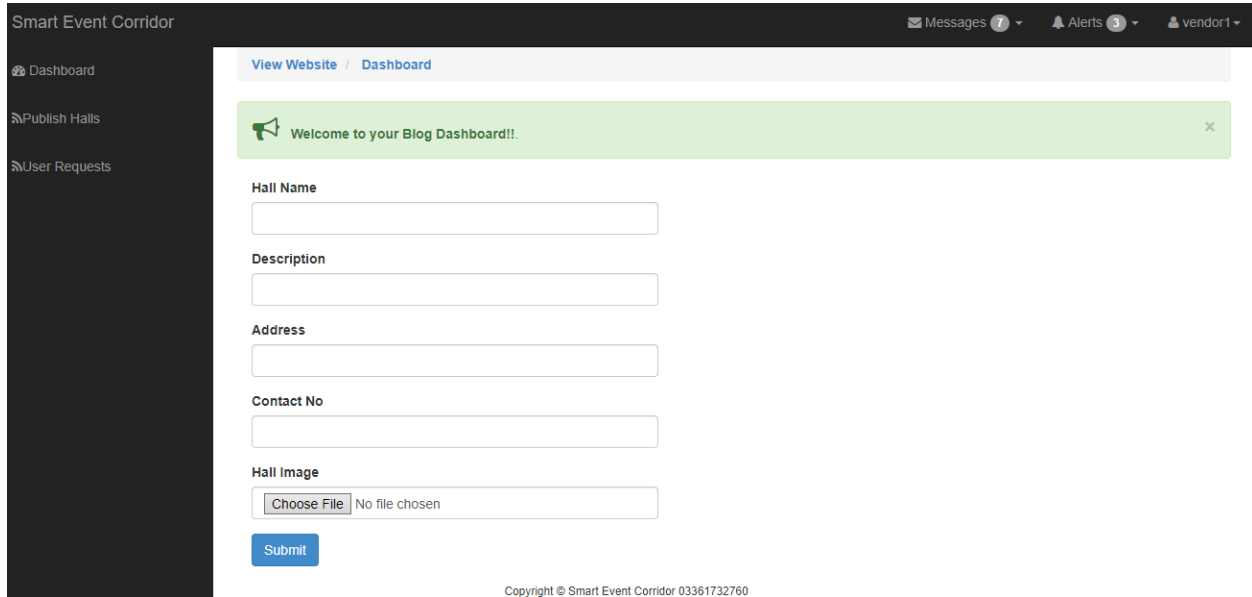 Smart Event Corridor
Messages 7
Alerts 3
vendor1
Dashboard
Publish Halls
User Requests
View Website / Dashboard
Welcome to your Blog Dashboard!!.
×
Hall Name
Description
Address
Contact No
Hall Image
Choose File No file chosen
Submit
Copyright © Smart Event Corridor 03361732760